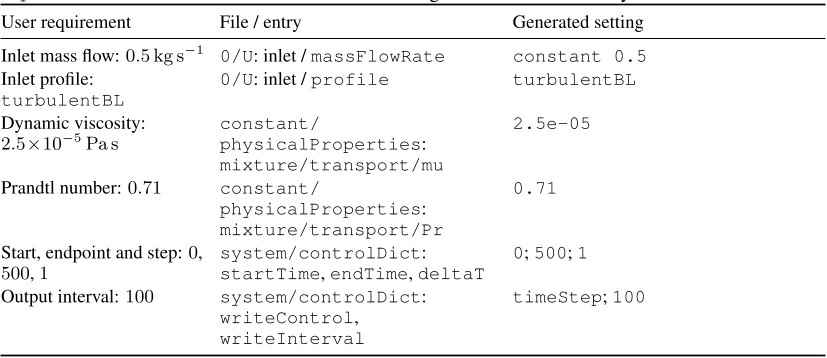 User requirement File / entry Generated setting
Inlet mass flow: 0.5 kg s⁻¹ 0/U: inlet / massFlowRate constant 0.5
Inlet profile: 0/U: inlet / profile turbulentBL
turbulentBL
Dynamic viscosity: constant/ 2.5e-05
2.5×10⁻⁵ Pa s physicalProperties:
mixture/transport/mu
Prandtl number: 0.71 constant/ 0.71
physicalProperties:
mixture/transport/Pr
Start, endpoint and step: 0, system/controlDict: 0; 500; 1
500, 1 startTime, endTime, deltaT
Output interval: 100 system/controlDict: timeStep; 100
writeControl,
writeInterval